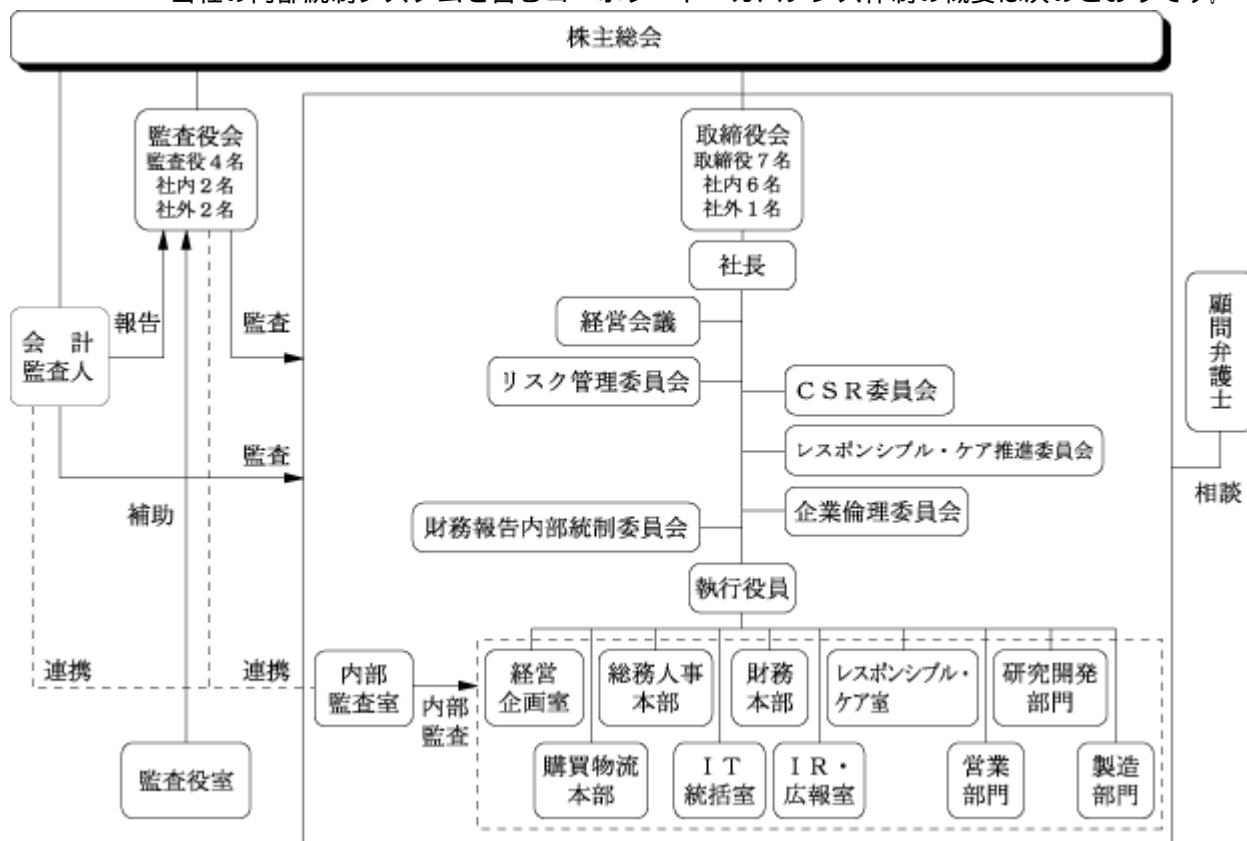 当社の内部統制システムを含むコーポレート・ガバナンス体制の概要は次のとおりです。
株主総会
監査役会
監査役4名
社内2名
社外2名
取締役会
取締役7名
社内6名
社外1名
社長
経営会議
リスク管理委員会
CSR委員会
レスポンシブル・ケア推進委員会
企業倫理委員会
財務報告内部統制委員会
執行役員
顧問弁護士
相談
会計
監査人
報告
監査
監査
補助
連携
連携
内部
監査室
内部
監査
監査役室
経営
企画室
総務人事
本部
財務
本部
レスポンシブル・
ケア室
研究開発
部門
購買物流
本部
IT
統括室
IR・
広報室
営業
部門
製造
部門